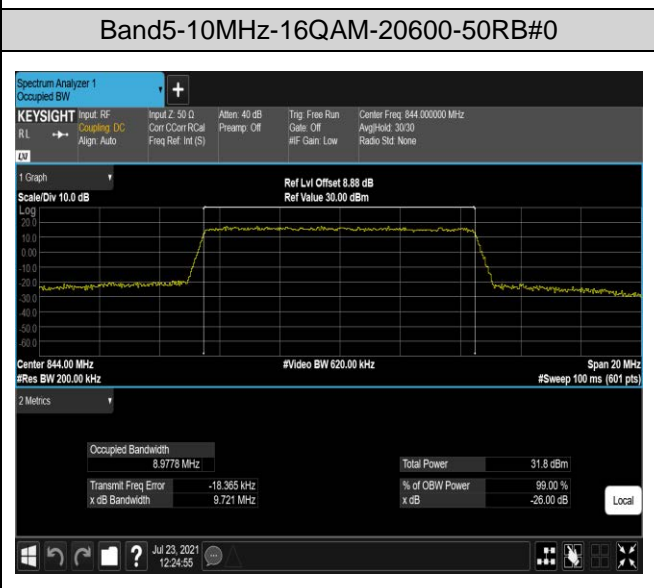 Band5-10MHz-16QAM-20600-50RB#0
Spectrum Analyzer 1
Occupied BW
+
KEYSIGHT
RL
Input: RF
Coupling: DC
Align: Auto
Input Z: 50 Ω
Corr CCorr RCal
Freq Ref: Int (S)
Atten: 40 dB
Preamp: Off
Trig: Free Run
Gate: Off
#IF Gain: Low
Center Freq: 844.000000 MHz
Avg|Hold: 30/30
Radio Std: None
LXI
1 Graph
Scale/Div 10.0 dB
Ref Lvl Offset 8.88 dB
Ref Value 30.00 dBm
Log
20.0
10.0
0.00
-10.0
-20.0
-30.0
-40.0
-50.0
-60.0
Center 844.00 MHz
#Video BW 620.00 kHz
Span 20 MHz
#Res BW 200.00 kHz
#Sweep 100 ms (601 pts)
2 Metrics
Occupied Bandwidth
8.9778 MHz
Total Power 31.8 dBm
Transmit Freq Error -18.365 kHz
% of OBW Power 99.00 %
x dB Bandwidth 9.721 MHz
x dB -26.00 dB
Local
?
Jul 23, 2021
12:24:55